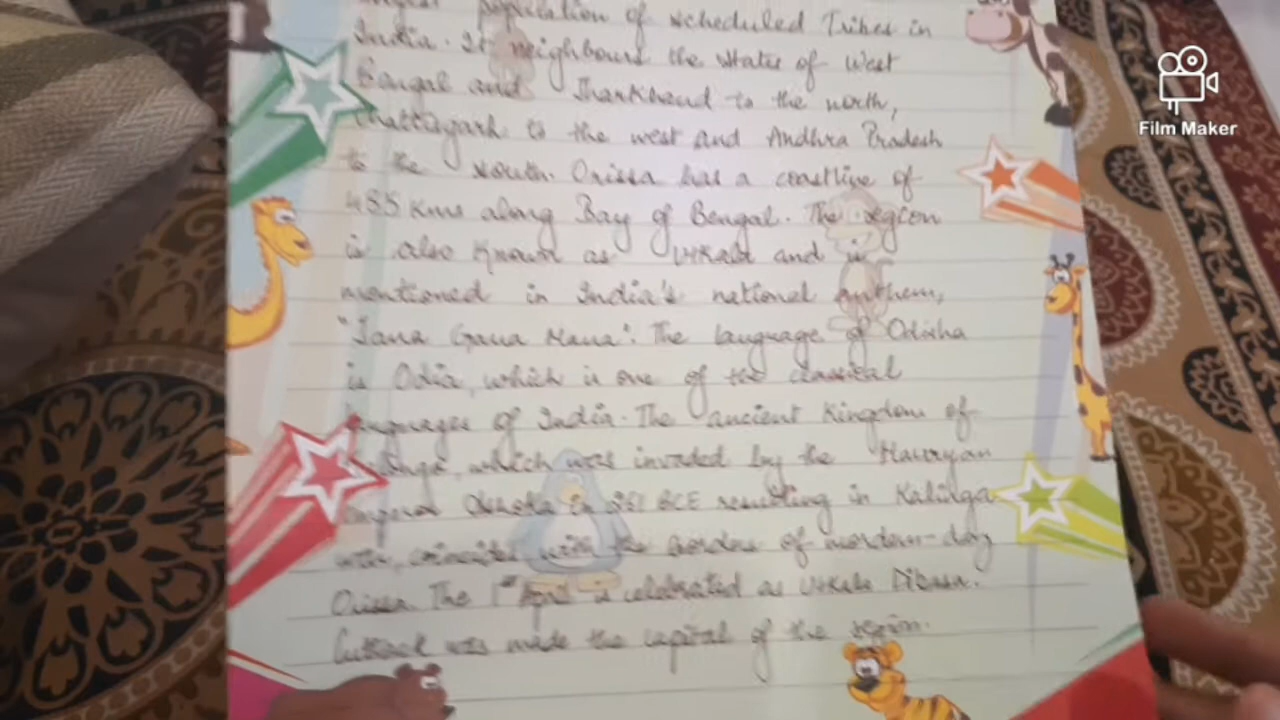 population of scheduled Tribes in
India. It neighbours the states of West
Bengal and Jharkhand to the north,
Chattisgarh to the west and Andhra Pradesh
to the south. Orissa has a coastline of
485 kms along Bay of Bengal. The region
is also known as Utkala and is
mentioned in India's national anthem,
"Jana Gana Mana". The language of Odisha
is Odia, which is one of the classical
languages of India. The ancient Kingdom of
which was invaded by the Mauryan
Ashoka in 261 BCE resulting in Kalinga
war, coincides with the borders of mordern-day
Orissa. The 1st April is celebrated as Utkala Dibasa.
Cuttack was made the capital of the region.
Film Maker